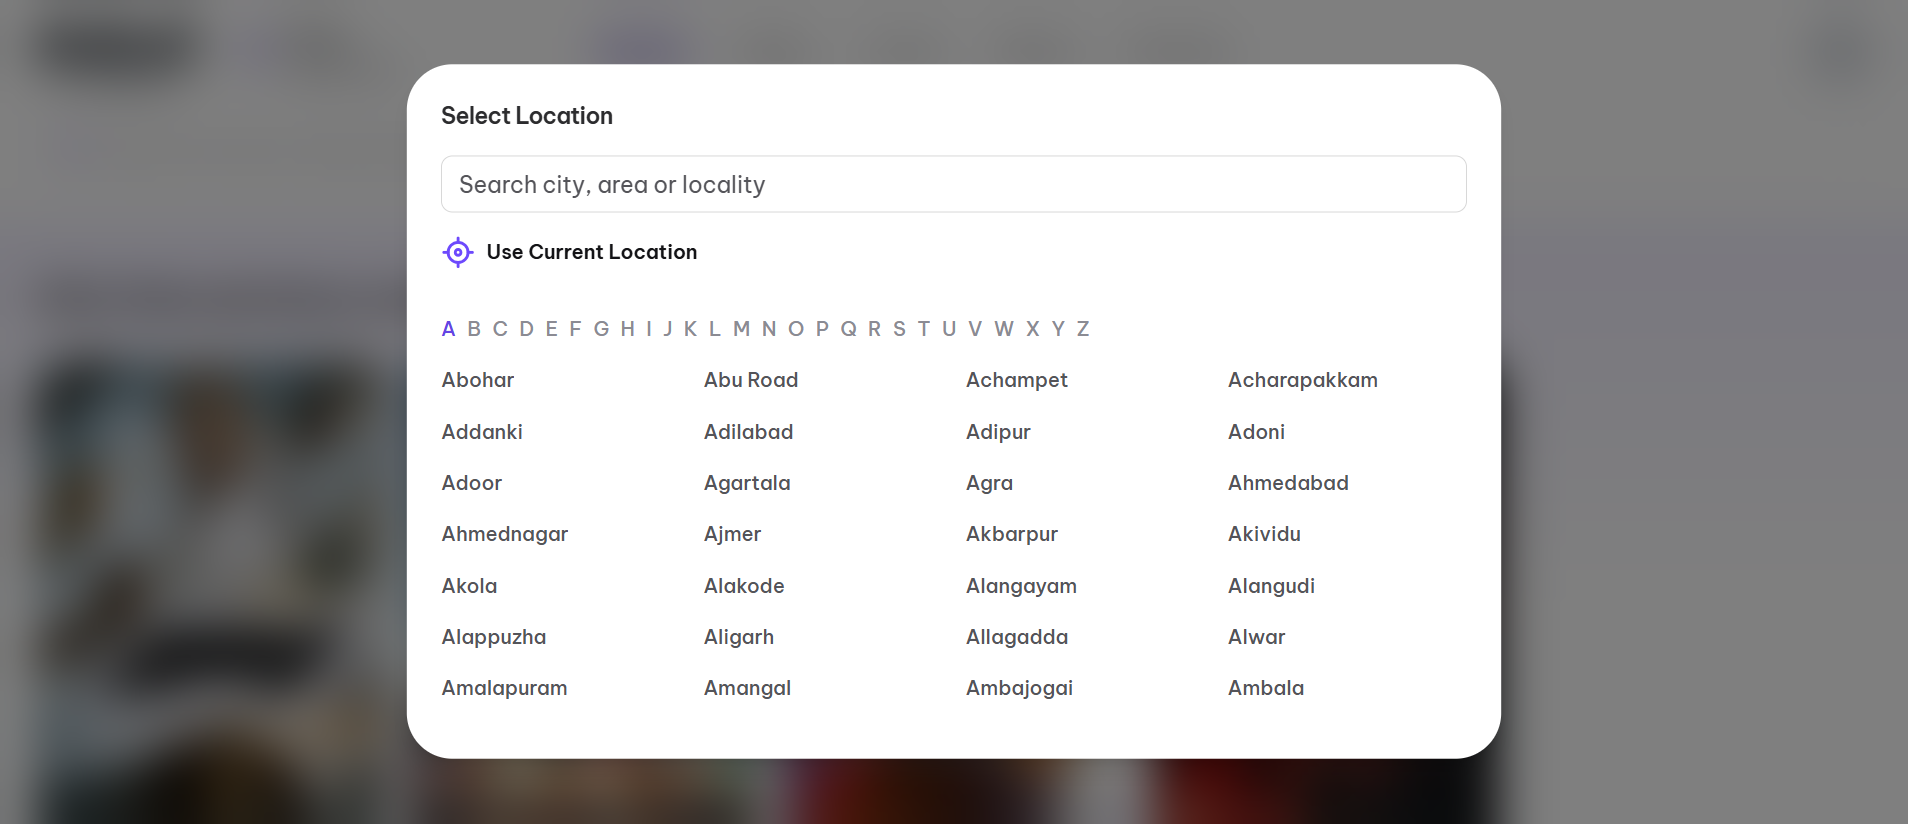 Select Location
Search city, area or locality
Use Current Location
A B C D E F G H I J K L M N O P Q R S T U V W X Y Z
Abohar Abu Road Achampet Acharapakkam
Addanki Adilabad Adipur Adoni
Adoor Agartala Agra Ahmedabad
Ahmednagar Ajmer Akbarpur Akividu
Akola Alakode Alangayam Alangudi
Alappuzha Aligarh Allagadda Alwar
Amalapuram Amangal Ambajogai Ambala